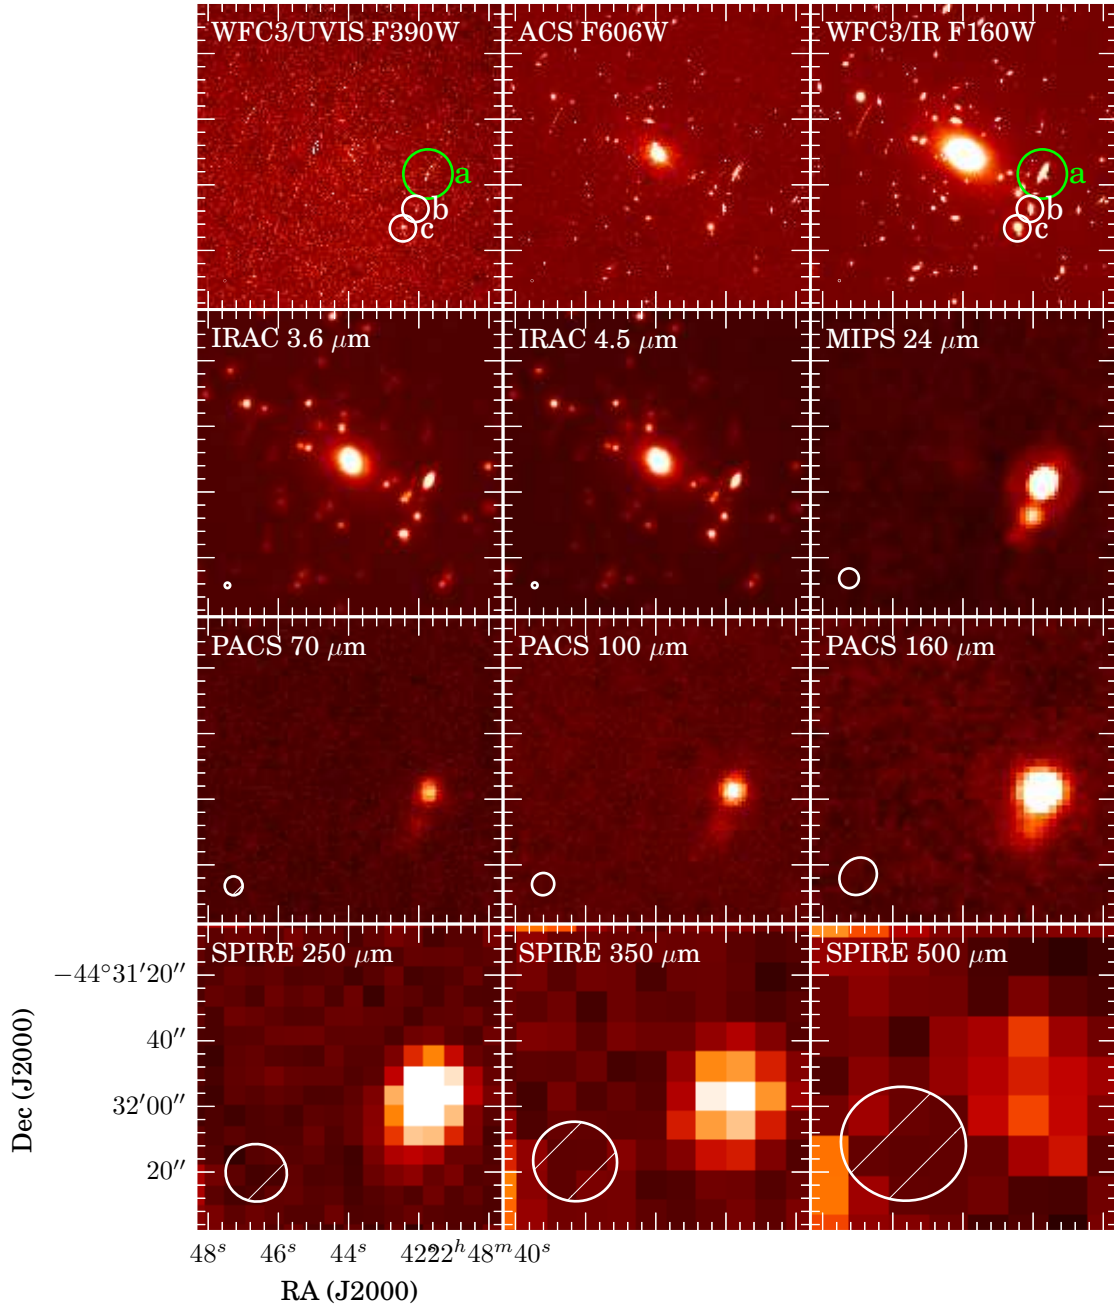 WFC3/UVIS F390W
ACS F606W
WFC3/IR F160W
a
b
c
a
b
c
IRAC 3.6 μm
IRAC 4.5 μm
MIPS 24 μm
PACS 70 μm
PACS 100 μm
PACS 160 μm
SPIRE 250 μm
SPIRE 350 μm
SPIRE 500 μm
−44°31′20″
40″
32′00″
20″
Dec (J2000)
48ˢ 46ˢ 44ˢ 42ˢ 22ʰ48ᵐ40ˢ
RA (J2000)